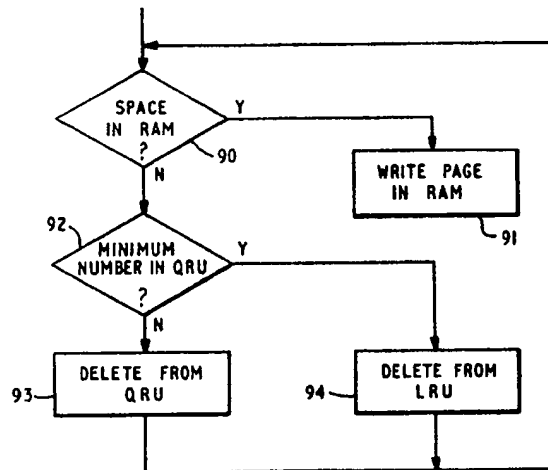 SPACE
IN RAM
?
Y
90
N
WRITE PAGE
IN RAM
91
92
MINIMUM
NUMBER IN QRU
?
Y
N
DELETE FROM
QRU
93
DELETE FROM
LRU
94